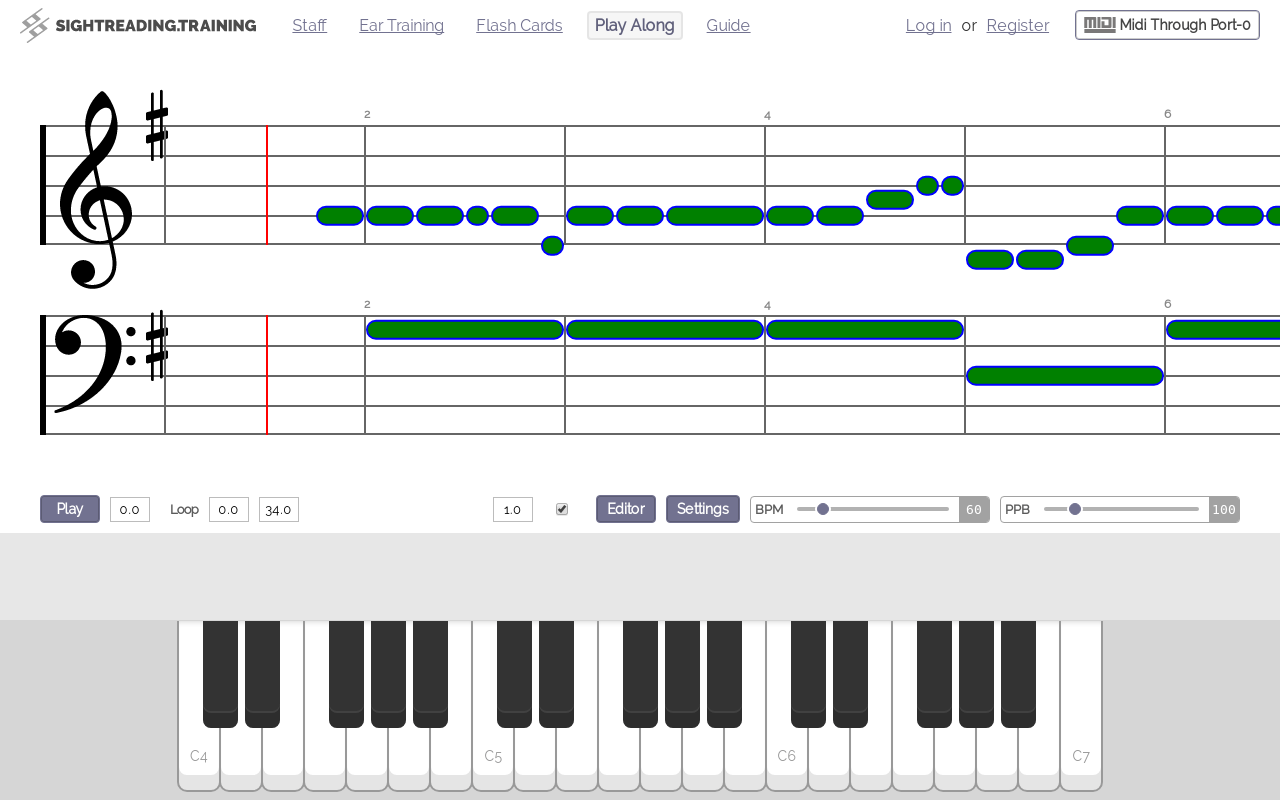 SIGHTREADING.TRAINING Staff Ear Training Flash Cards Play Along Guide Log in or Register MIDI Midi Through Port-0
2 4 6
2 4 6
Play 0.0 Loop 0.0 34.0 1.0 Editor Settings BPM 60 PPB 100
C4 C5 C6 C7